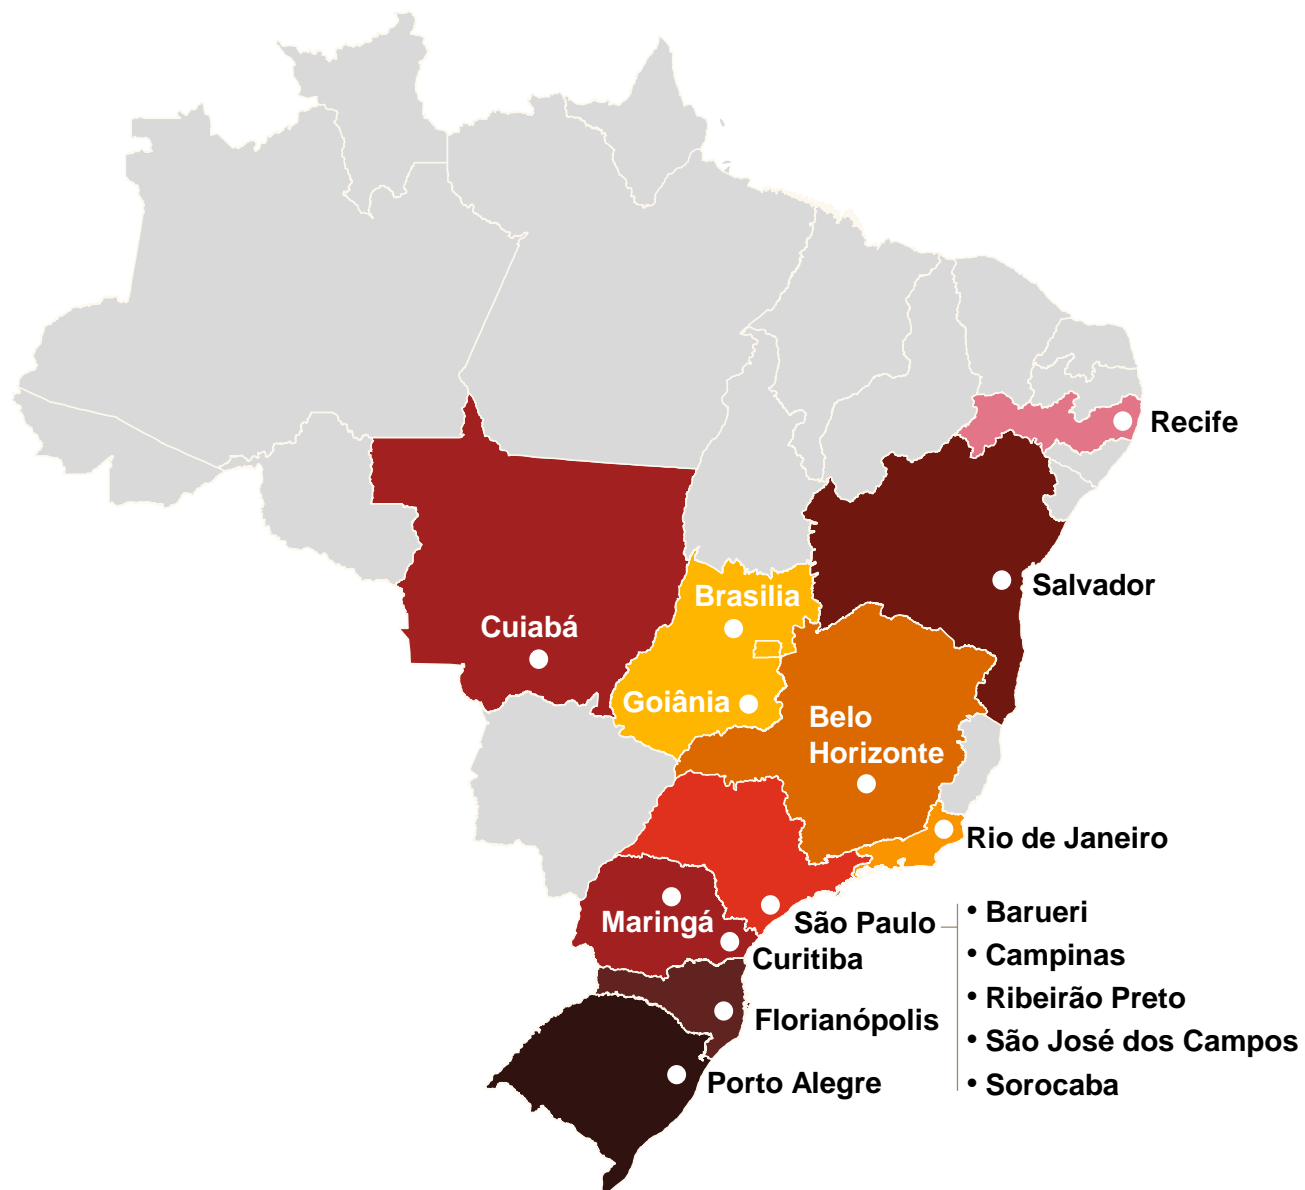 Recife
Salvador
Brasilia
Cuiabá
Goiânia
Belo
Horizonte
Rio de Janeiro
Maringá
São Paulo
Curitiba
Florianópolis
Porto Alegre
• Barueri
• Campinas
• Ribeirão Preto
• São José dos Campos
• Sorocaba